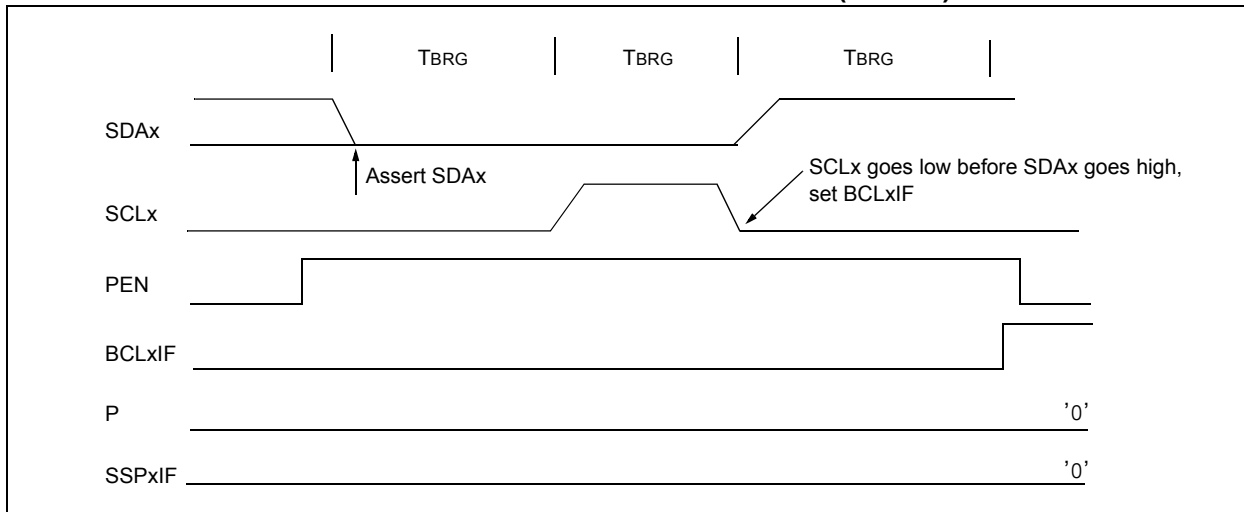 TBRG TBRG TBRG
SDAx
Assert SDAx
SCLx goes low before SDAx goes high,
set BCLxIF
SCLx
PEN
BCLxIF
P '0'
SSPxIF '0'